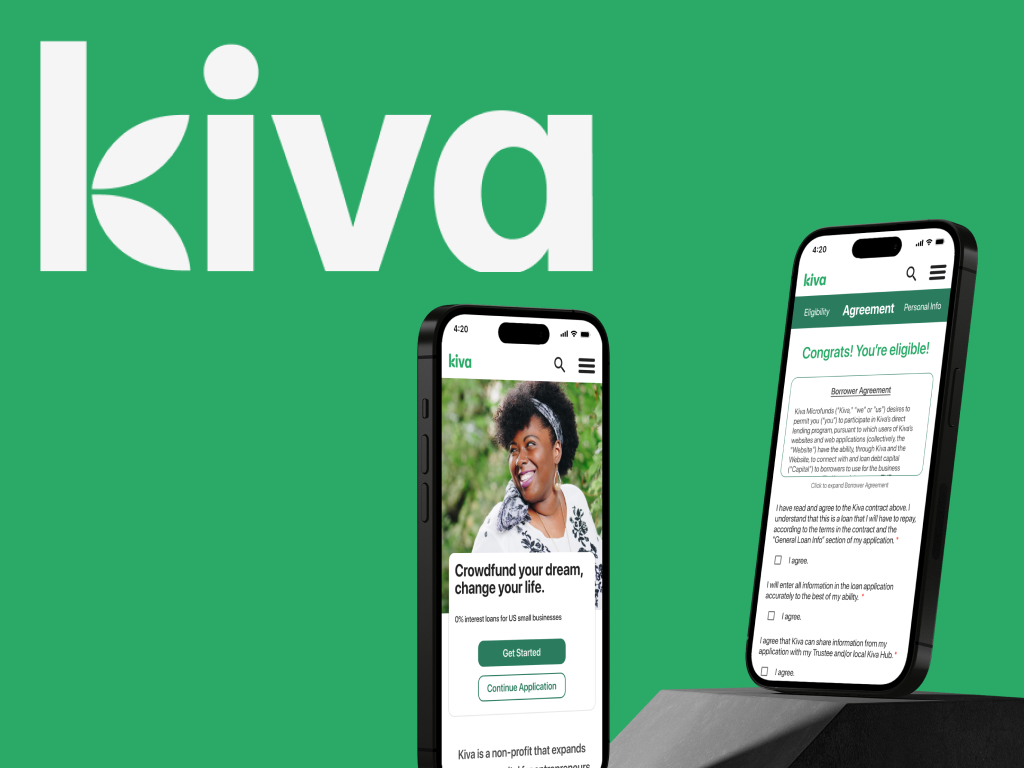 kiva
4:20
kiva
Crowdfund your dream,
change your life.
0% interest loans for US small businesses
Get Started
Continue Application
Kiva is a non-profit that expands
4:20
kiva
Eligibility Agreement Personal Info
Congrats! You're eligible!
Borrower Agreement
Kiva Microfunds ("Kiva," "we" or "us") desires to
permit you ("you") to participate in Kiva's direct
lending program, pursuant to which users of Kiva's
websites and web applications (collectively, the
"Website") have the ability, through Kiva and the
Website, to connect with and loan debt capital
("Capital") to borrowers to use for the business
Click to expand Borrower Agreement
I have read and agree to the Kiva contract above. I
understand that this is a loan that I will have to repay,
according to the terms in the contract and the
"General Loan Info" section of my application. *
I agree.
I will enter all information in the loan application
accurately to the best of my ability. *
I agree.
I agree that Kiva can share information from my
application with my Trustee and/or local Kiva Hub. *
I agree.